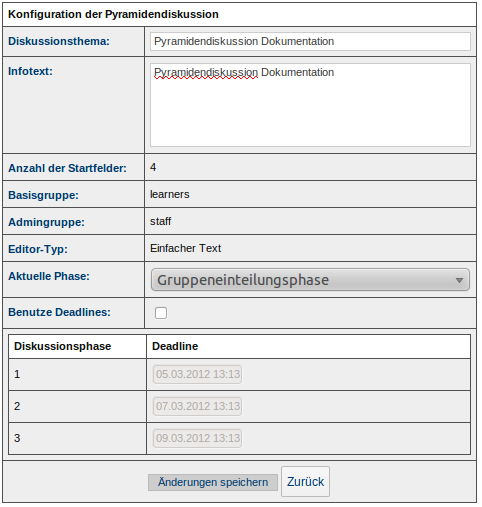 Konfiguration der Pyramidendiskussion
Diskussionsthema: Pyramidendiskussion Dokumentation
Infotext: Pyramidendiskussion Dokumentation
Anzahl der Startfelder: 4
Basisgruppe: learners
Admingruppe: staff
Editor-Typ: Einfacher Text
Aktuelle Phase: Gruppeneinteilungsphase
Benutze Deadlines:
Diskussionsphase Deadline
1 05.03.2012 13:13
2 07.03.2012 13:13
3 09.03.2012 13:13
Änderungen speichern Zurück